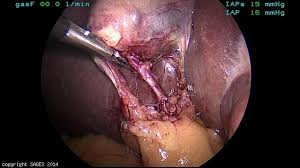 gasF 00.0 l/min
IAPs 15 mmHg
IAP 16 mmHg
copyright SAGES 2014